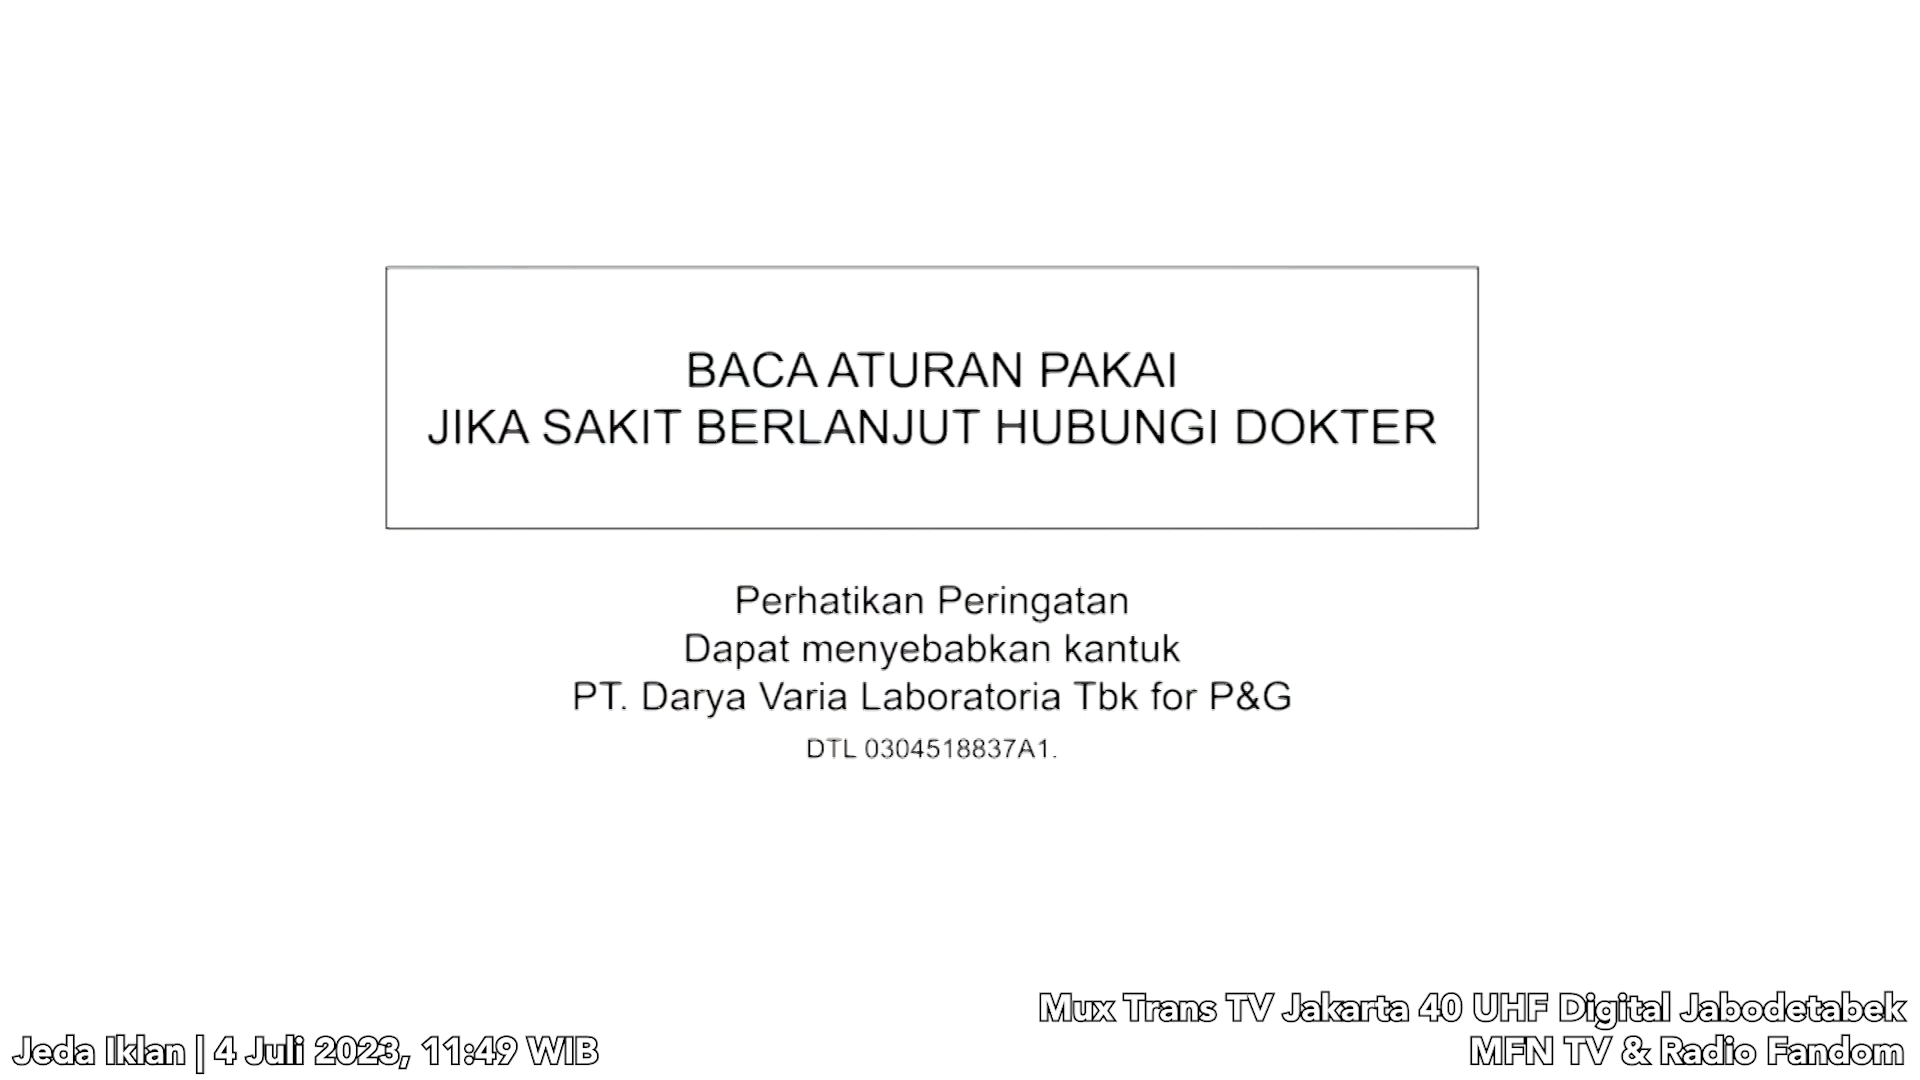 BACA ATURAN PAKAI
JIKA SAKIT BERLANJUT HUBUNGI DOKTER
Perhatikan Peringatan
Dapat menyebabkan kantuk
PT. Darya Varia Laboratoria Tbk for P&G
DTL 0304518837A1.
Mux Trans TV Jakarta 40 UHF Digital Jabodetabek
Jeda Iklan | 4 Juli 2023, 11:49 WIB
MFN TV & Radio Fandom